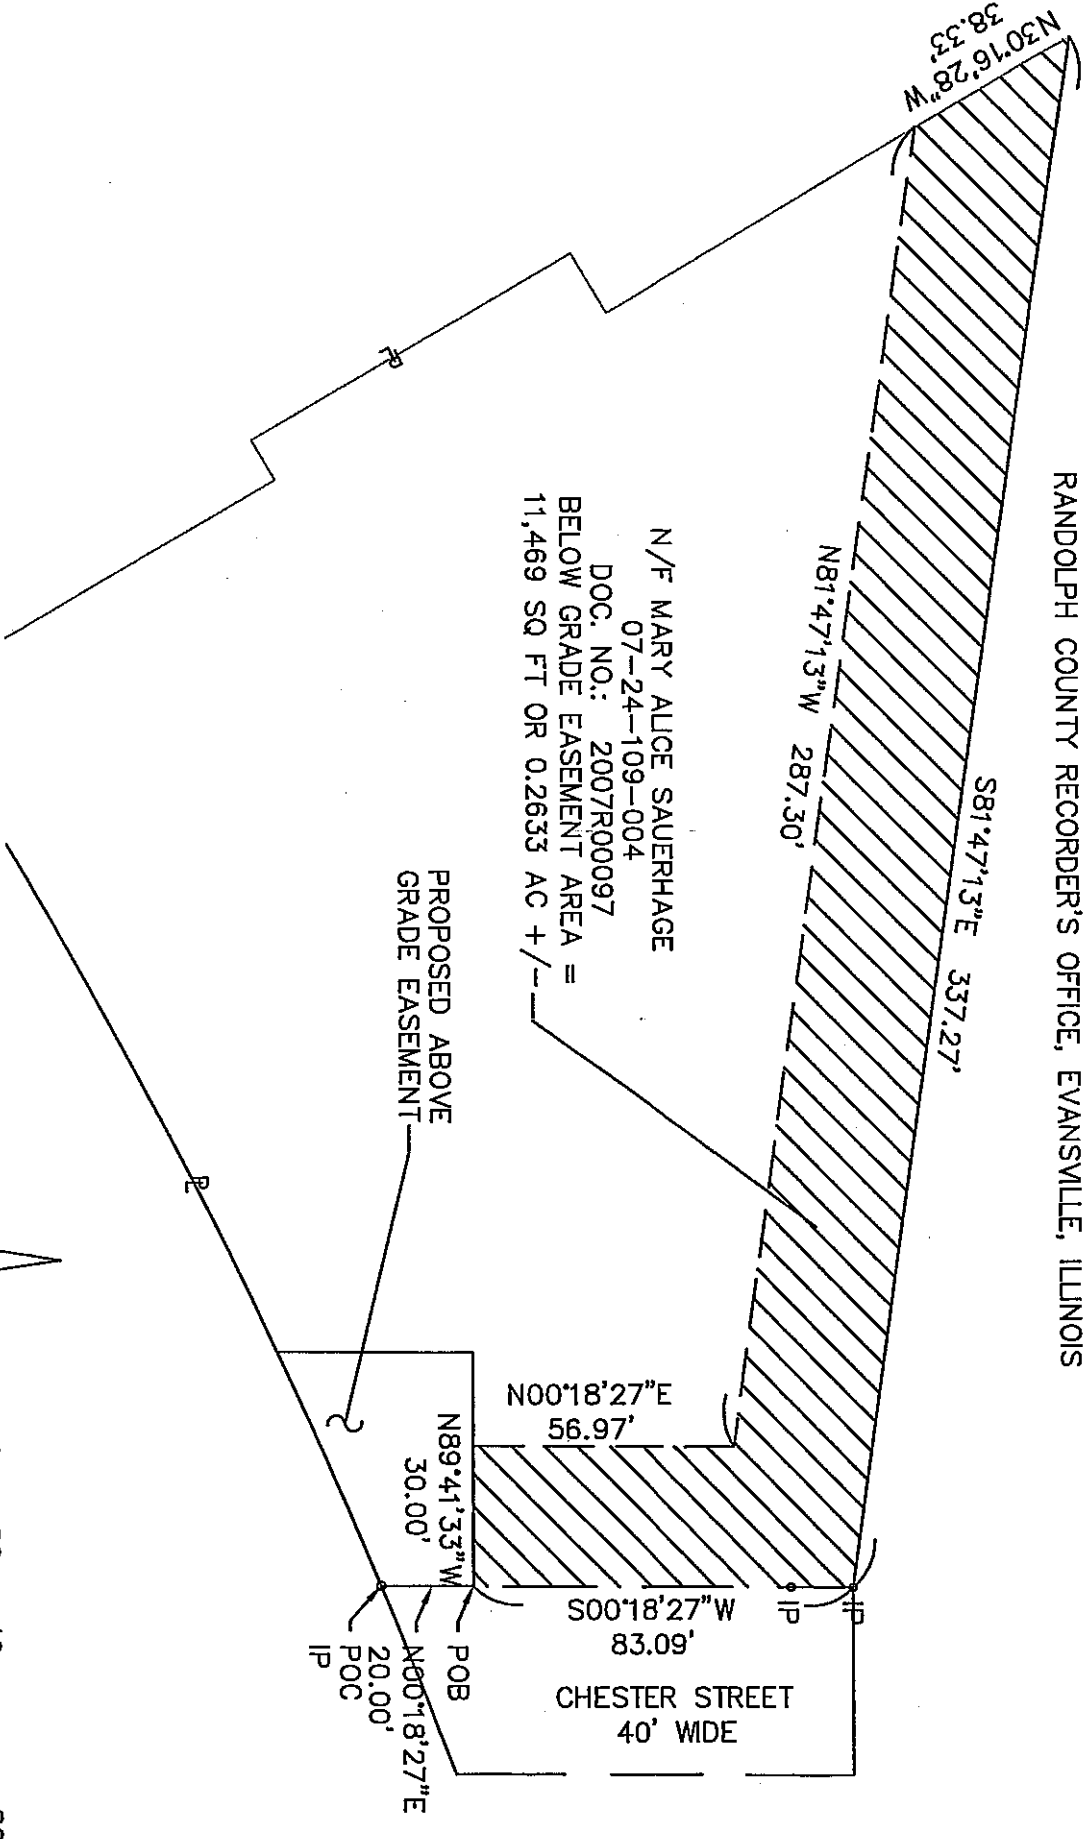 RANDOLPH COUNTY RECORDER'S OFFICE, EVANSVILLE, ILLINOIS
N30°16'28"W
38.33'
S81°47'13"E 337.27'
N81°47'13"W 287.30'
N/F MARY ALICE SAUERHAGE
07-24-109-004
DOC. NO.: 2007R00097
BELOW GRADE EASEMENT AREA =
11,469 SQ FT OR 0.2633 AC +/-
PROPOSED ABOVE
GRADE EASEMENT
N00°18'27"E
56.97'
N89°41'33"W
30.00'
S00°18'27"W
83.09'
IP
IP
CHESTER STREET
40' WIDE
POB
N00°18'27"E
20.00'
POC
IP
PL
PL